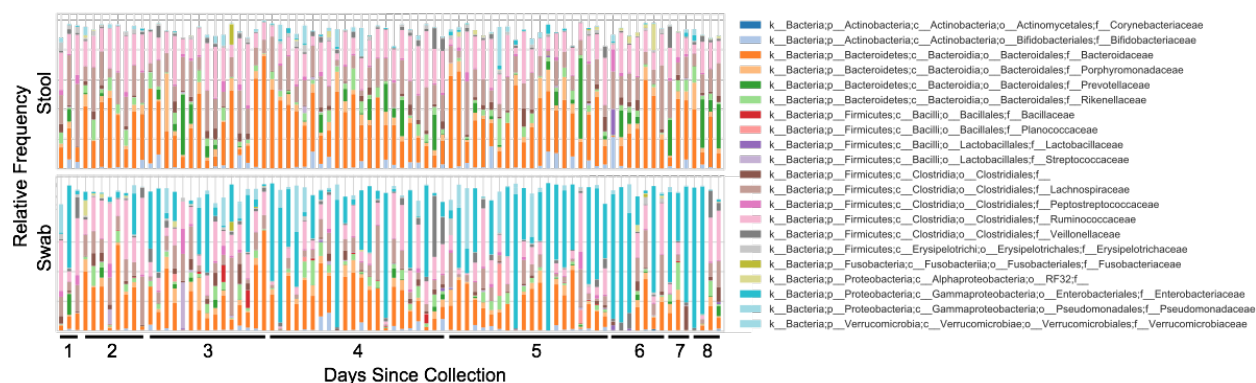 Relative Frequency
Stool
Swab
1 2 3 4 5 6 7 8
Days Since Collection
k__Bacteria;p__Actinobacteria;c__Actinobacteria;o__Actinomycetales;f__Corynebacteriaceae
k__Bacteria;p__Actinobacteria;c__Actinobacteria;o__Bifidobacteriales;f__Bifidobacteriaceae
k__Bacteria;p__Bacteroidetes;c__Bacteroidia;o__Bacteroidales;f__Bacteroidaceae
k__Bacteria;p__Bacteroidetes;c__Bacteroidia;o__Bacteroidales;f__Porphyromonadaceae
k__Bacteria;p__Bacteroidetes;c__Bacteroidia;o__Bacteroidales;f__Prevotellaceae
k__Bacteria;p__Bacteroidetes;c__Bacteroidia;o__Bacteroidales;f__Rikenellaceae
k__Bacteria;p__Firmicutes;c__Bacilli;o__Bacillales;f__Bacillaceae
k__Bacteria;p__Firmicutes;c__Bacilli;o__Bacillales;f__Planococcaceae
k__Bacteria;p__Firmicutes;c__Bacilli;o__Lactobacillales;f__Lactobacillaceae
k__Bacteria;p__Firmicutes;c__Bacilli;o__Lactobacillales;f__Streptococcaceae
k__Bacteria;p__Firmicutes;c__Clostridia;o__Clostridiales;f__
k__Bacteria;p__Firmicutes;c__Clostridia;o__Clostridiales;f__Lachnospiraceae
k__Bacteria;p__Firmicutes;c__Clostridia;o__Clostridiales;f__Peptostreptococcaceae
k__Bacteria;p__Firmicutes;c__Clostridia;o__Clostridiales;f__Ruminococcaceae
k__Bacteria;p__Firmicutes;c__Clostridia;o__Clostridiales;f__Veillonellaceae
k__Bacteria;p__Firmicutes;c__Erysipelotrichi;o__Erysipelotrichales;f__Erysipelotrichaceae
k__Bacteria;p__Fusobacteria;c__Fusobacteriia;o__Fusobacteriales;f__Fusobacteriaceae
k__Bacteria;p__Proteobacteria;c__Alphaproteobacteria;o__RF32;f__
k__Bacteria;p__Proteobacteria;c__Gammaproteobacteria;o__Enterobacteriales;f__Enterobacteriaceae
k__Bacteria;p__Proteobacteria;c__Gammaproteobacteria;o__Pseudomonadales;f__Pseudomonadaceae
k__Bacteria;p__Verrucomicrobia;c__Verrucomicrobiae;o__Verrucomicrobiales;f__Verrucomicrobiaceae